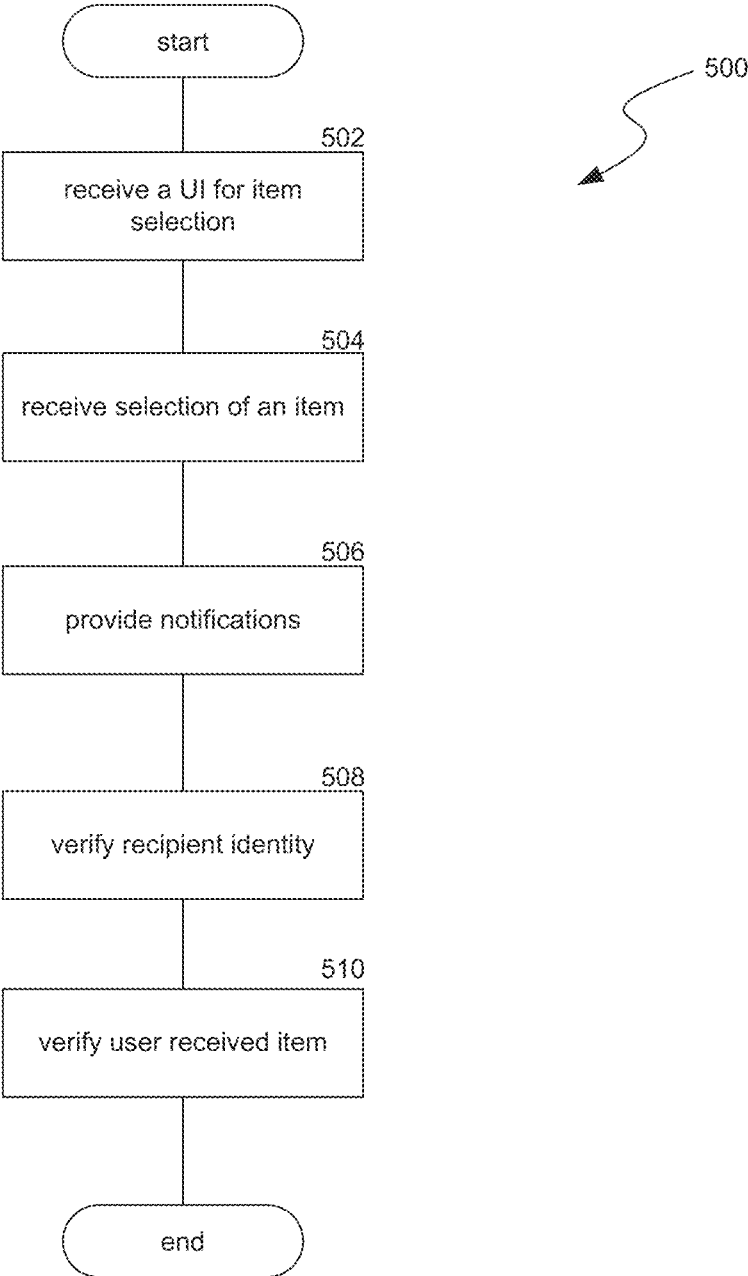 start
500
502
receive a UI for item
selection
504
receive selection of an item
506
provide notifications
508
verify recipient identity
510
verify user received item
end